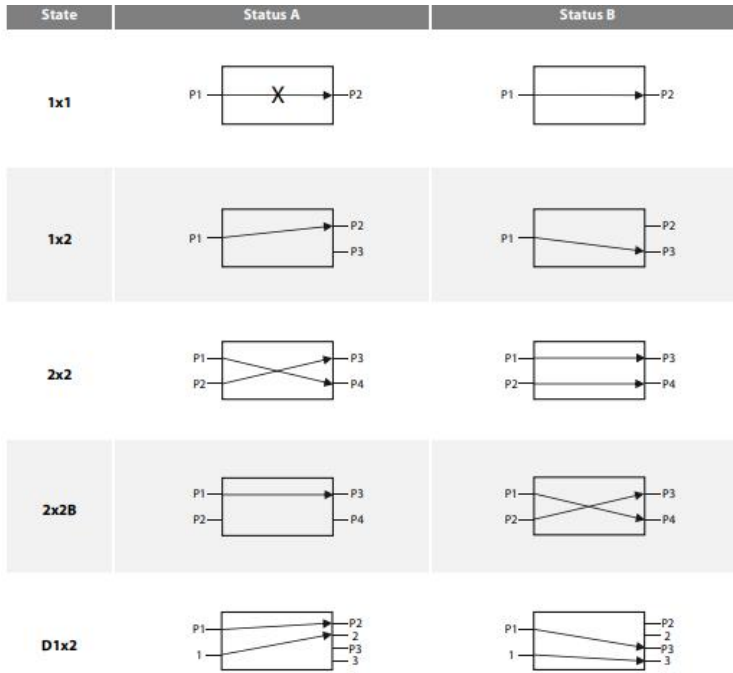 State Status A Status B
1x1
P1 X P2
P1 P2
1x2
P1 P2
P3
P1 P2
P3
2x2
P1 P3
P2 P4
P1 P3
P2 P4
2x2B
P1 P3
P2 P4
P1 P3
P2 P4
D1x2
P1 P2
2
P3
1 3
P1 P2
2
P3
1 3